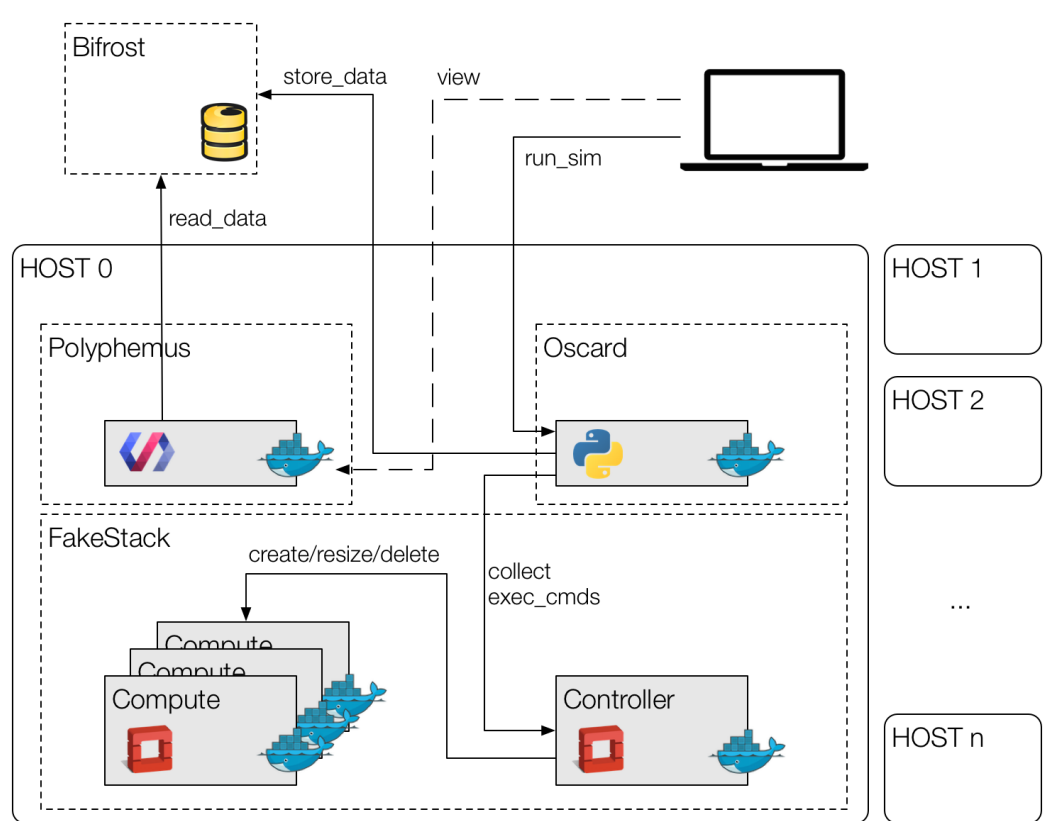 Bifrost
store_data
view
run_sim
read_data
HOST 0
HOST 1
Polyphemus
Oscard
HOST 2
FakeStack
create/resize/delete
collect
exec_cmds
...
Compute
Compute
Compute
Controller
HOST n